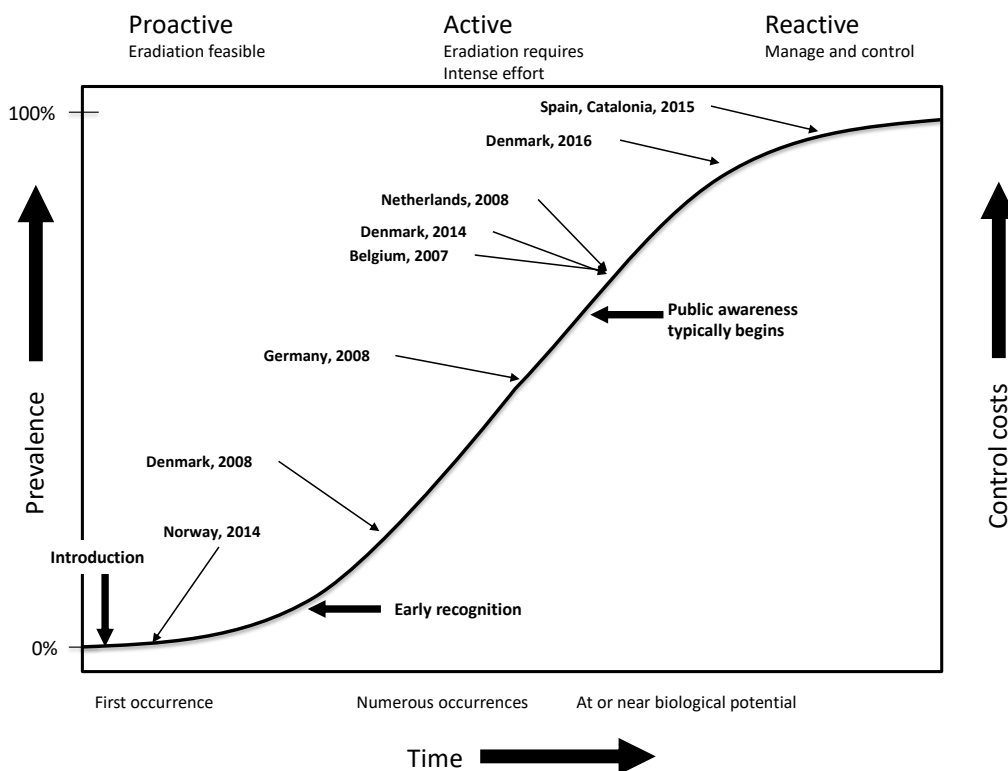 Proactive
Eradiation feasible
Active
Eradiation requires
Intense effort
Reactive
Manage and control
100%
Spain, Catalonia, 2015
Denmark, 2016
Netherlands, 2008
Denmark, 2014
Belgium, 2007
Public awareness
typically begins
Germany, 2008
Prevalence
Control costs
Denmark, 2008
Norway, 2014
Introduction
Early recognition
0%
First occurrence
Numerous occurrences
At or near biological potential
Time